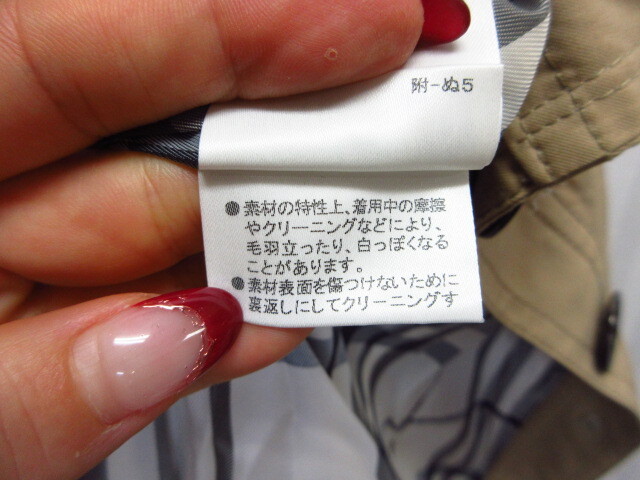 附-ぬ5
●素材の特性上、着用中の摩擦
やクリーニングなどにより、
毛羽立ったり、白っぽくなる
ことがあります。
●素材表面を傷つけないために
裏返しにしてクリーニングす